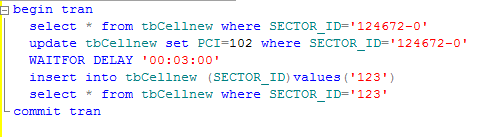 begin tran
select * from tbCellnew where SECTOR_ID='124672-0'
update tbCellnew set PCI=102 where SECTOR_ID='124672-0'
WAITFOR DELAY '00:03:00'
insert into tbCellnew (SECTOR_ID)values('123')
select * from tbCellnew where SECTOR_ID='123'
commit tran